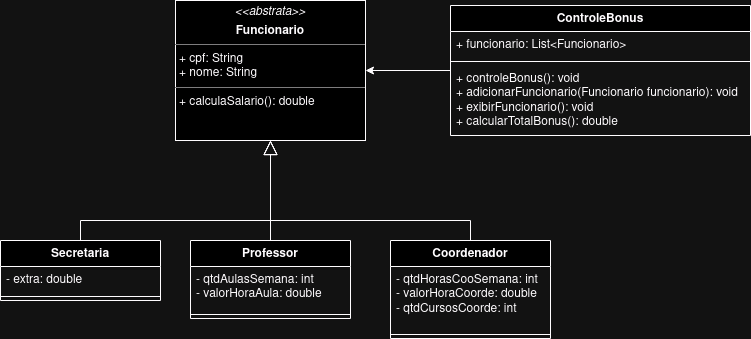 <<abstrata>>
Funcionario
+ cpf: String
+ nome: String
+ calculaSalario(): double
ControleBonus
+ funcionario: List<Funcionario>
+ controleBonus(): void
+ adicionarFuncionario(Funcionario funcionario): void
+ exibirFuncionario(): void
+ calcularTotalBonus(): double
Secretaria
- extra: double
Professor
- qtdAulasSemana: int
- valorHoraAula: double
Coordenador
- qtdHorasCooSemana: int
- valorHoraCoorde: double
- qtdCursosCoorde: int